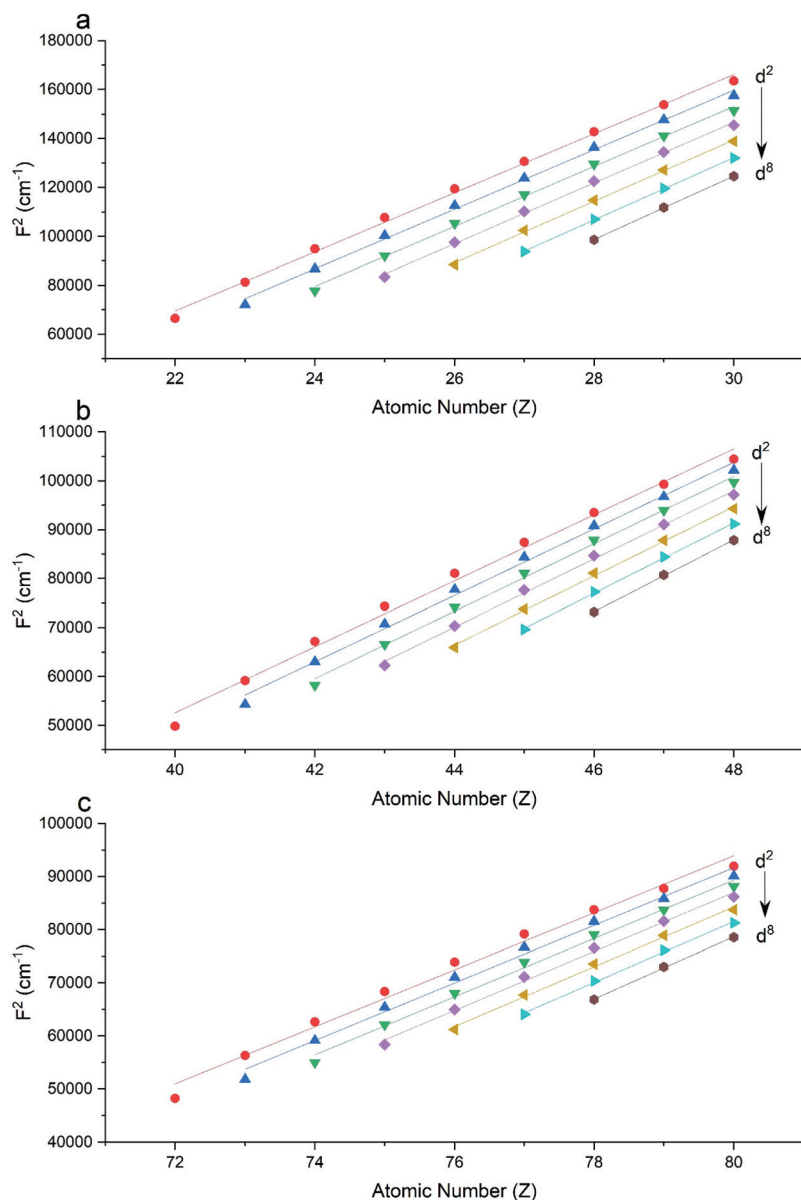 a
180000
160000
140000
120000
100000
80000
60000
F² (cm⁻¹)
d²
d⁸
22 24 26 28 30
Atomic Number (Z)
b
110000
100000
90000
80000
70000
60000
50000
F² (cm⁻¹)
d²
d⁸
40 42 44 46 48
Atomic Number (Z)
c
100000
90000
80000
70000
60000
50000
40000
F² (cm⁻¹)
d²
d⁸
72 74 76 78 80
Atomic Number (Z)